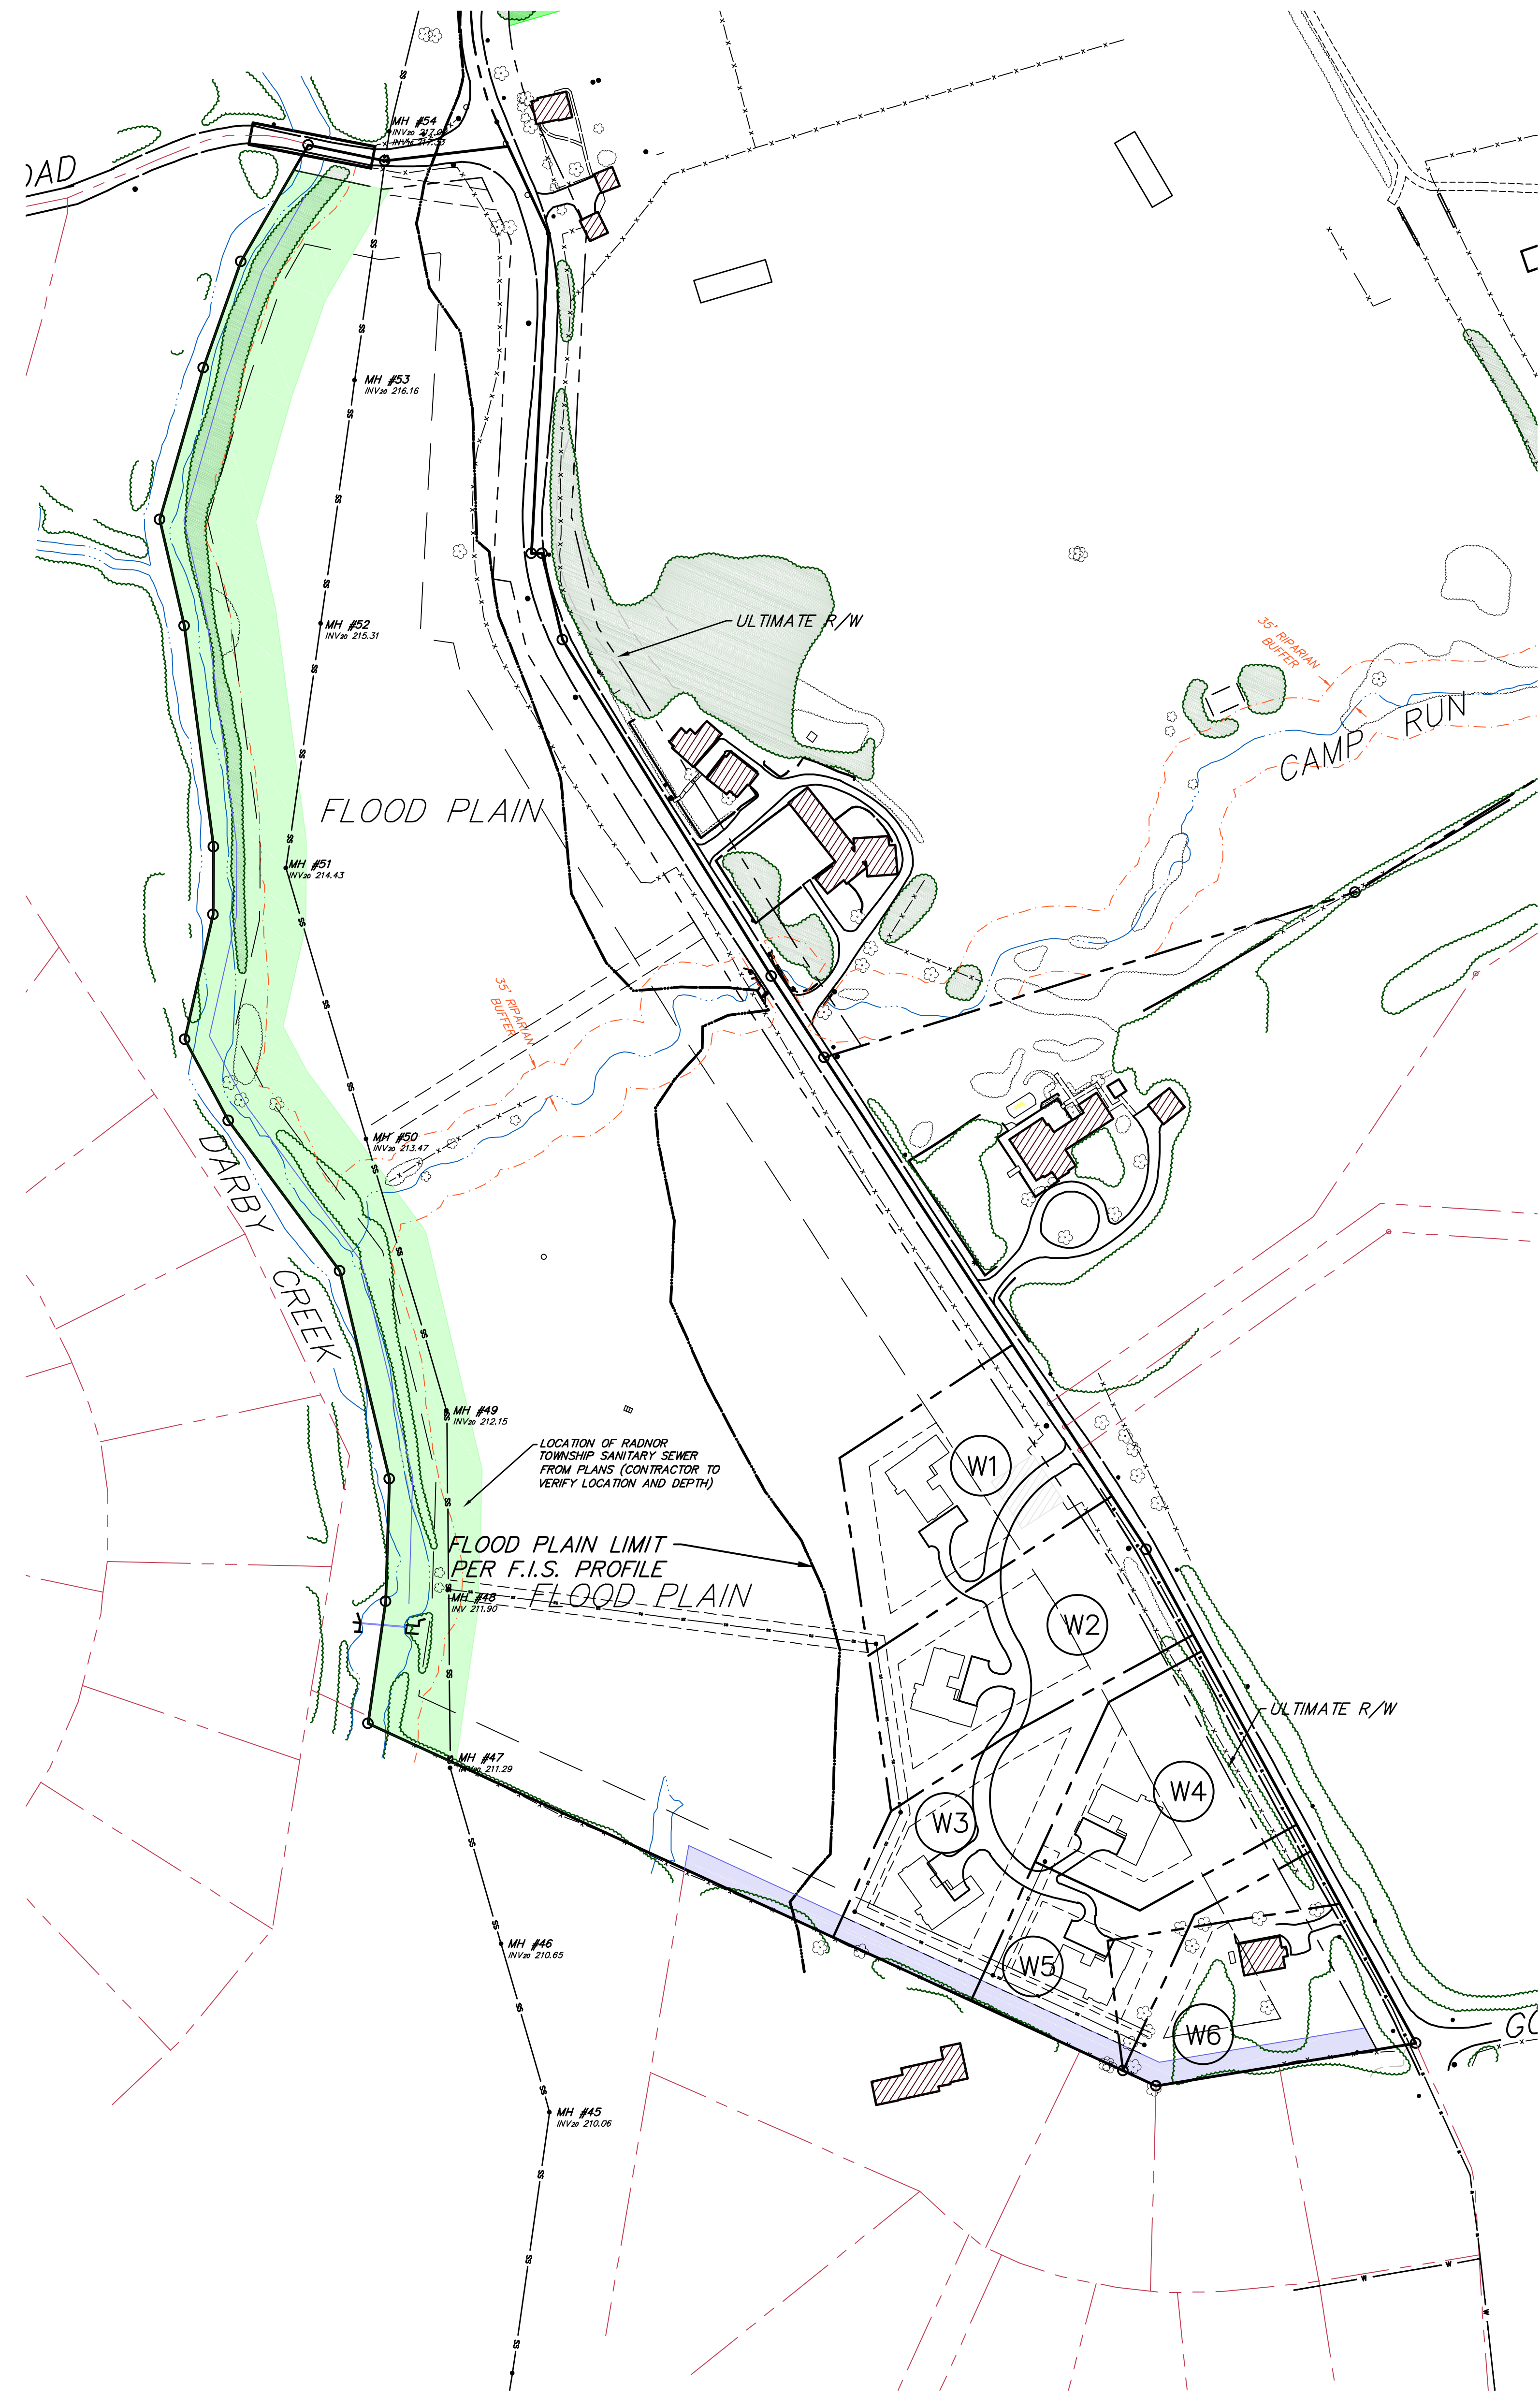 MH #54
INV20 217.0
OAD
MH #53
INV20 216.16
MH #52
INV20 215.31
ULTIMATE R/W
35' RIPARIAN
BUFFER
CAMP RUN
FLOOD PLAIN
MH #51
INV20 214.43
35' RIPARIAN
BUFFER
MH #50
INV20 213.47
DARBY
CREEK
MH #49
INV20 212.15
LOCATION OF RADNOR
TOWNSHIP SANITARY SEWER
FROM PLANS (CONTRACTOR TO
VERIFY LOCATION AND DEPTH)
W1
FLOOD PLAIN LIMIT
PER F.I.S. PROFILE
FLOOD PLAIN
MH #48
INV 211.90
W2
ULTIMATE R/W
MH #47
INV20 211.29
W4
W3
MH #46
INV20 210.65
W5
W6
GO
MH #45
INV20 210.06